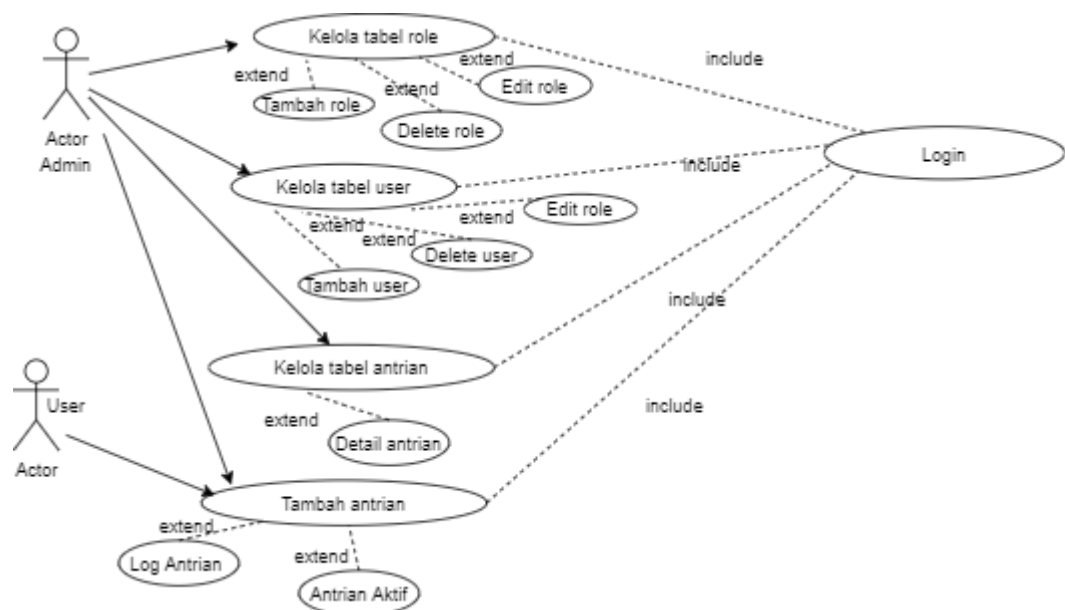 Kelola tabel role
include
extend
extend
Edit role
extend
Tambah role
Delete role
Actor
Admin
Login
include
Kelola tabel user
Edit role
extend
extend
extend
Delete user
Tambah user
include
Kelola tabel antrian
User
include
extend
Detail antrian
Actor
Tambah antrian
extend
extend
Log Antrian
Antrian Aktif